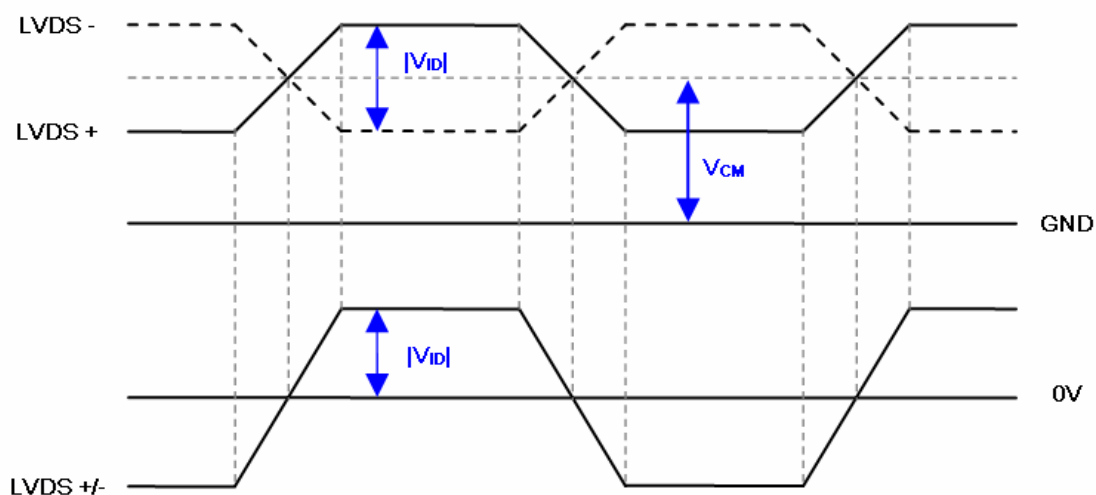 LVDS -
|VID|
LVDS +
VCM
GND
|VID|
0V
LVDS +/-